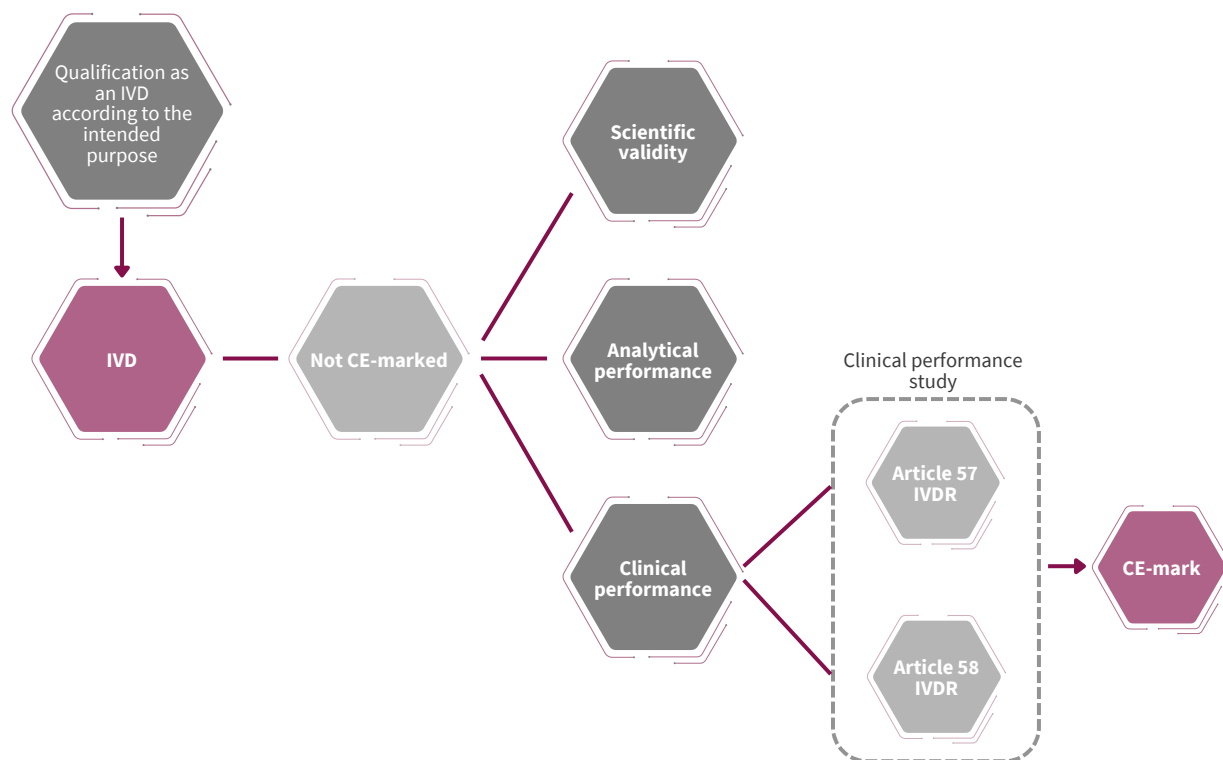 Qualification as
an IVD
according to the
intended
purpose
Scientific
validity
IVD
Not CE-marked
Analytical
performance
Clinical performance
study
Article 57
IVDR
Clinical
performance
CE-mark
Article 58
IVDR